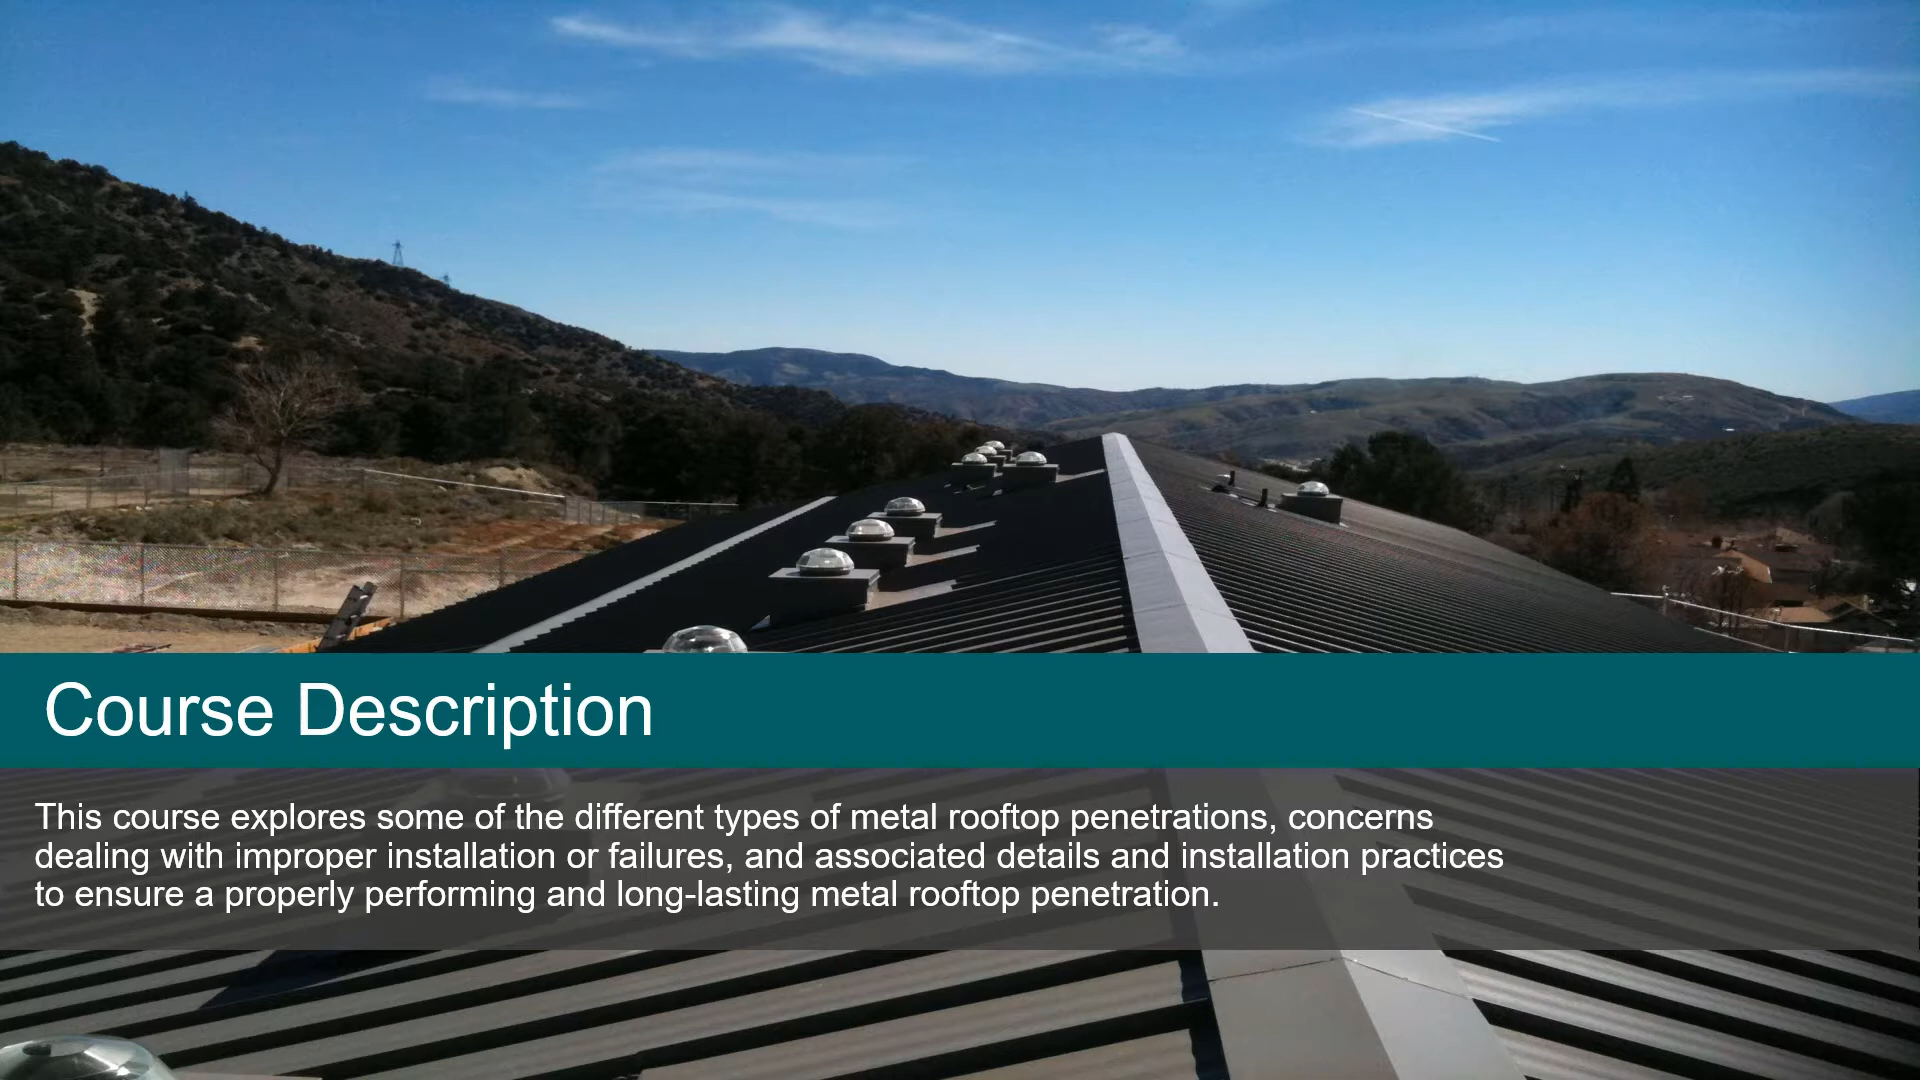 Course Description
This course explores some of the different types of metal rooftop penetrations, concerns
dealing with improper installation or failures, and associated details and installation practices
to ensure a properly performing and long-lasting metal rooftop penetration.